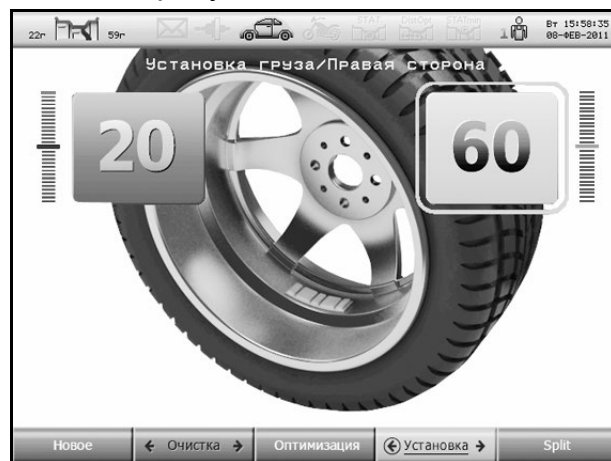 22г 59г STAT DistOpt STATmin 1 Вт 15:58:35
08-ФЕВ-2011
Установка груза/Правая сторона
20 60
Новое Очистка Оптимизация Установка Split